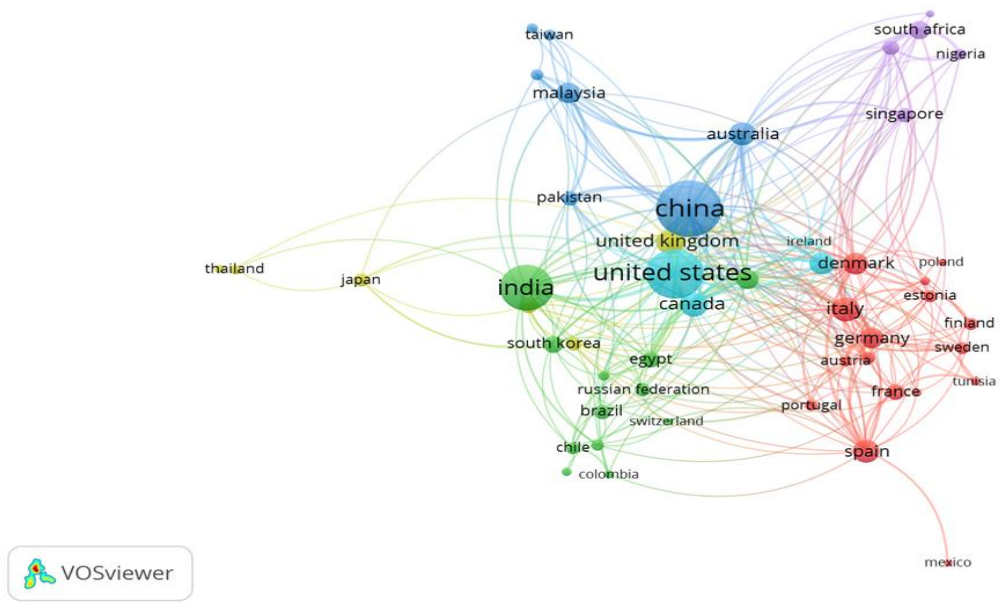 south africa
taiwan
nigeria
malaysia
singapore
australia
pakistan
china
united kingdom
ireland
denmark
poland
thailand
united states
japan
india
estonia
canada
italy
finland
germany
south korea
sweden
egypt
austria
tunisia
russian federation
france
portugal
brazil
switzerland
chile
spain
colombia
mexico
VOSviewer